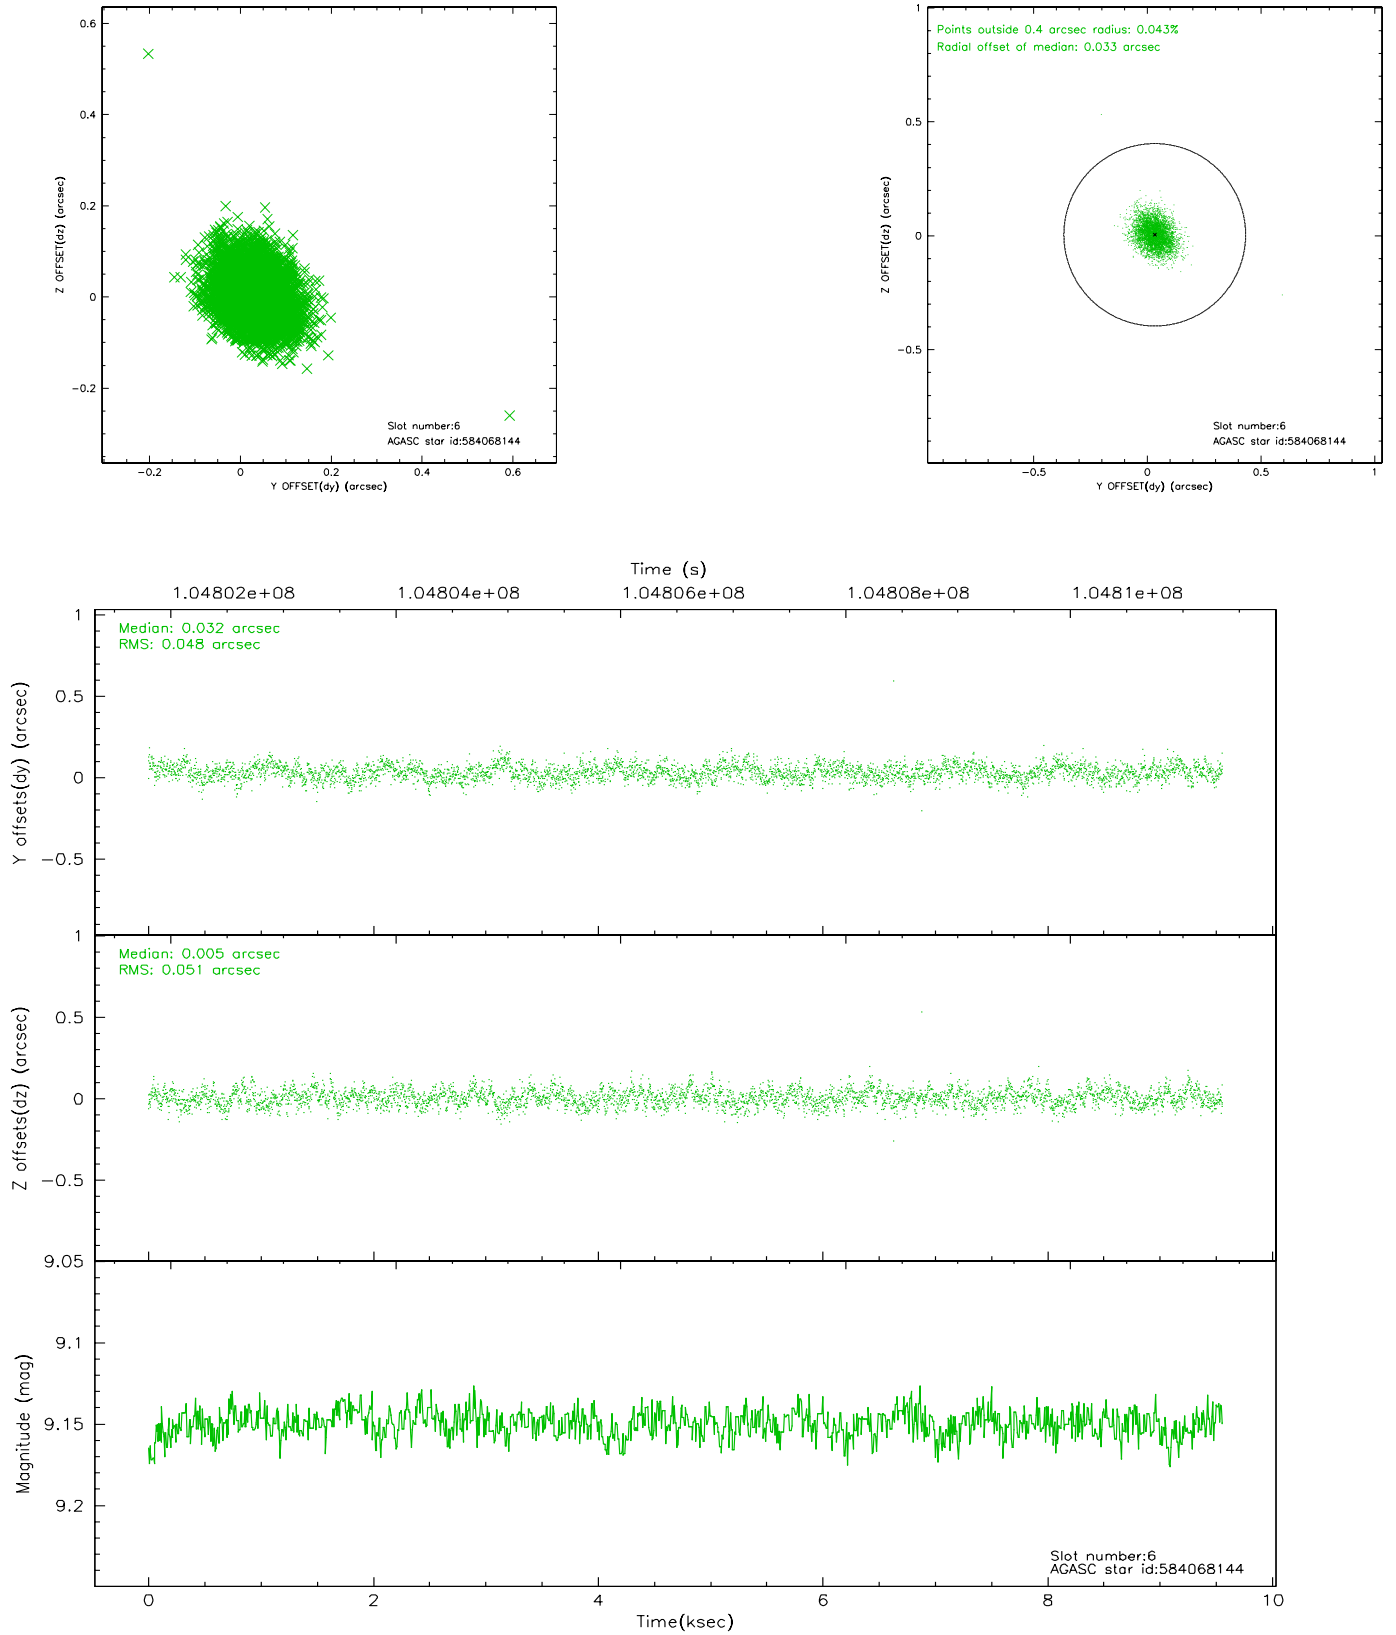 0.6
0.4
0.2
0
−0.2
Z OFFSET(dz) (arcsec)
Slot number:6
AGASC star id:584068144
−0.2 0 0.2 0.4 0.6
Y OFFSET(dy) (arcsec)
1
0.5
0
−0.5
Z OFFSET(dz) (arcsec)
Points outside 0.4 arcsec radius: 0.043%
Radial offset of median: 0.033 arcsec
Slot number:6
AGASC star id:584068144
−0.5 0 0.5 1
Y OFFSET(dy) (arcsec)
Time (s)
1.04802e+08 1.04804e+08 1.04806e+08 1.04808e+08 1.0481e+08
1
0.5
0
−0.5
Y offsets(dy) (arcsec)
Median: 0.032 arcsec
RMS: 0.048 arcsec
1
0.5
0
−0.5
Z offsets(dz) (arcsec)
Median: 0.005 arcsec
RMS: 0.051 arcsec
9.05
9.1
9.15
9.2
Magnitude (mag)
Slot number:6
AGASC star id:584068144
0 2 4 6 8 10
Time(ksec)